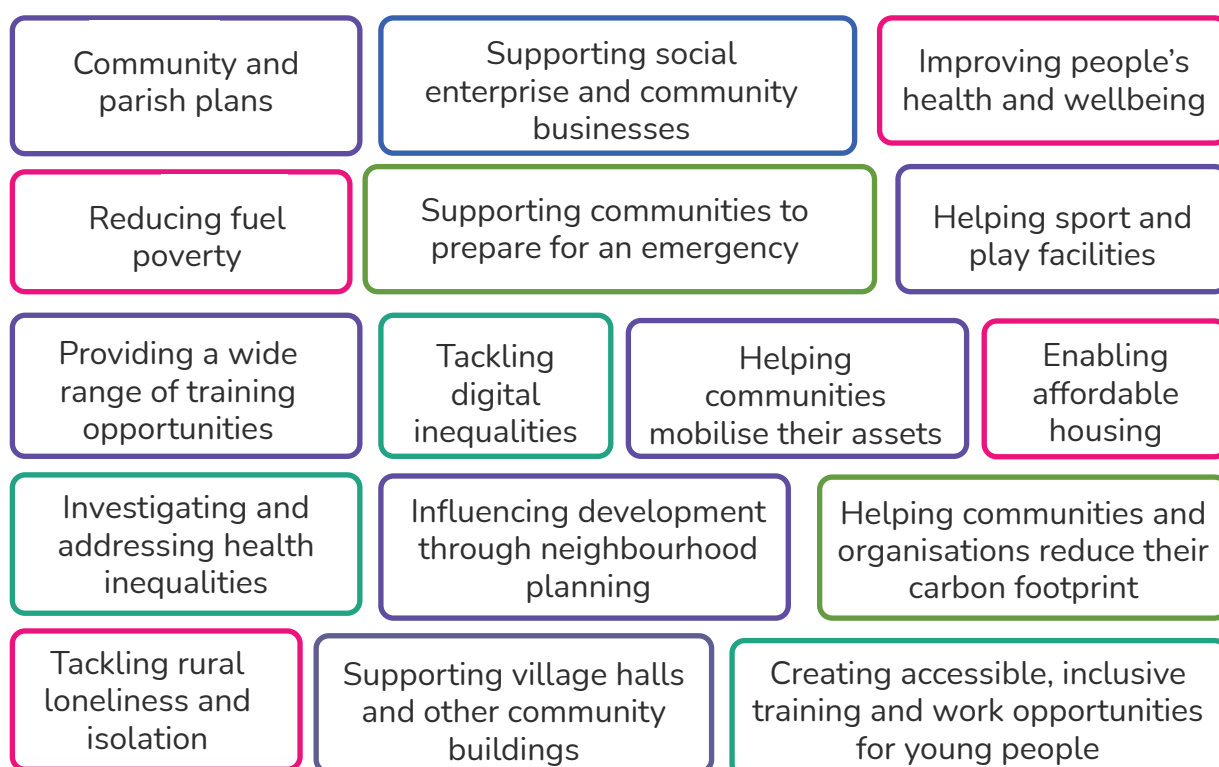 Community and
parish plans
Supporting social
enterprise and community
businesses
Improving people's
health and wellbeing
Reducing fuel
poverty
Supporting communities to
prepare for an emergency
Helping sport and
play facilities
Providing a wide
range of training
opportunities
Tackling
digital
inequalities
Helping
communities
mobilise their assets
Enabling
affordable
housing
Investigating and
addressing health
inequalities
Influencing development
through neighbourhood
planning
Helping communities and
organisations reduce their
carbon footprint
Tackling rural
loneliness and
isolation
Supporting village halls
and other community
buildings
Creating accessible, inclusive
training and work opportunities
for young people